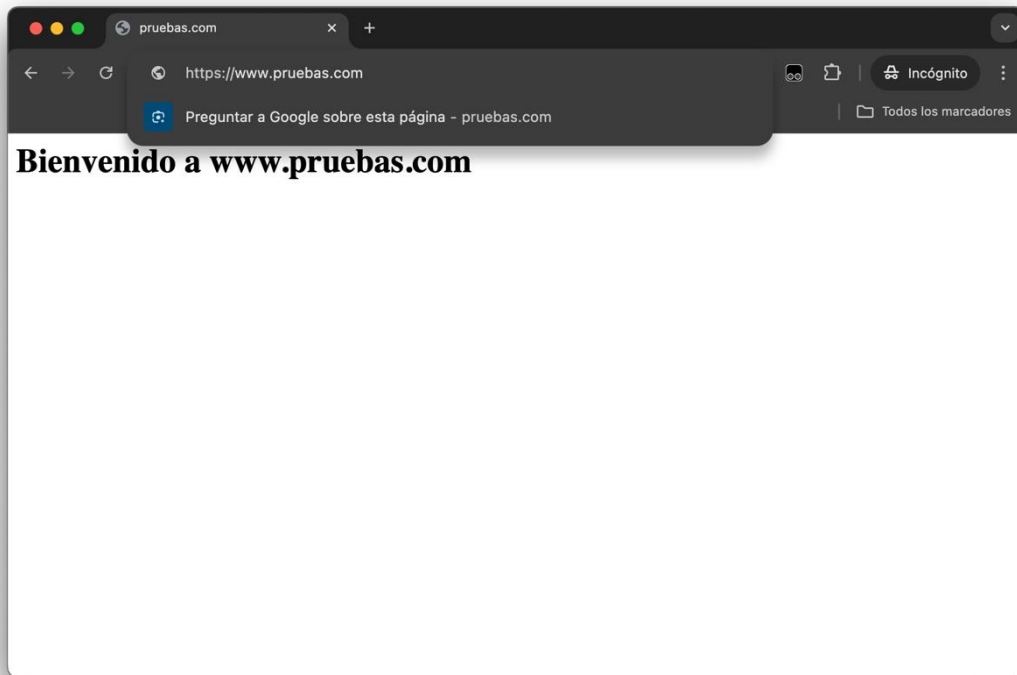 pruebas.com
https://www.pruebas.com
Incógnito
Preguntar a Google sobre esta página - pruebas.com
Todos los marcadores
Bienvenido a www.pruebas.com